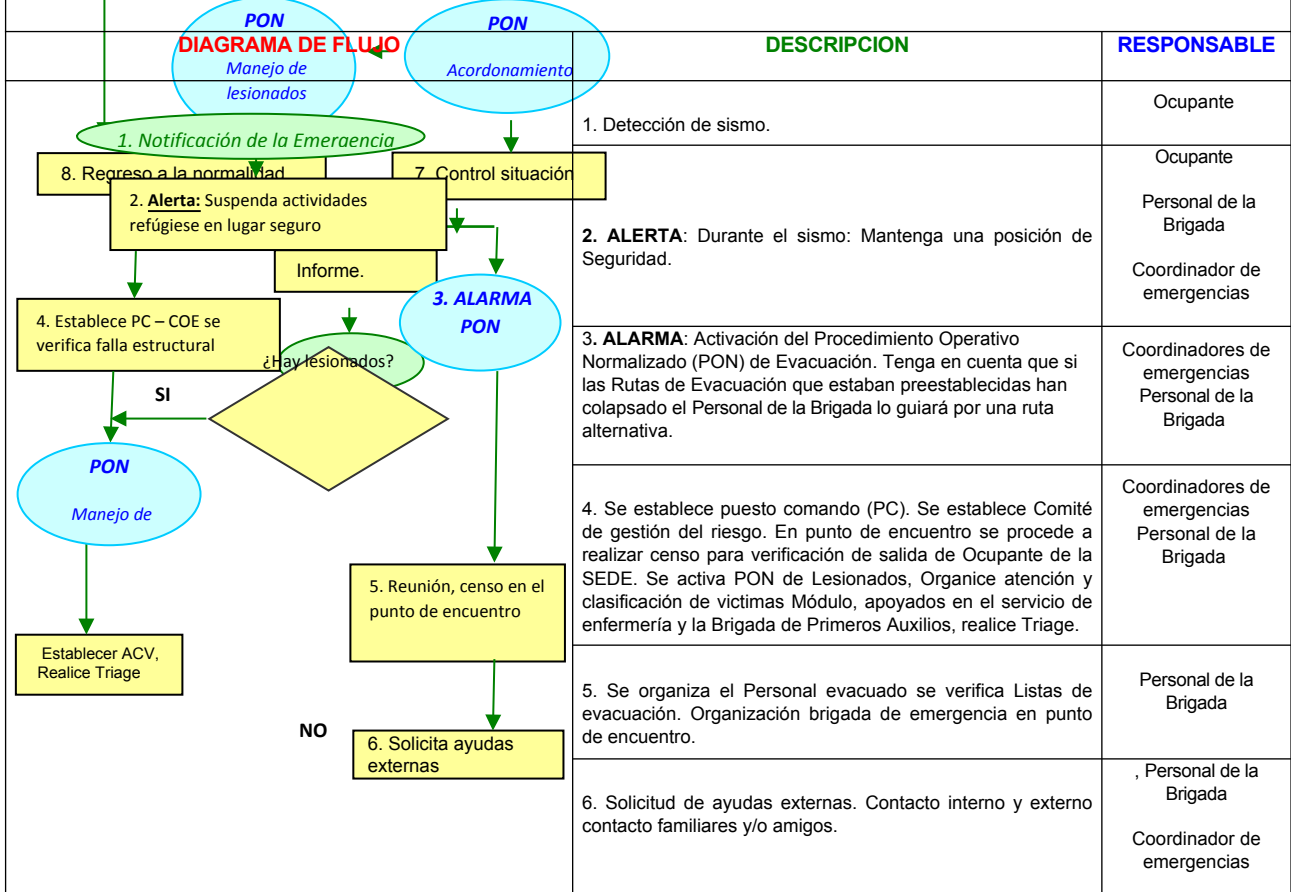 PON
PON
DIAGRAMA DE FLUJO
DESCRIPCION
RESPONSABLE
Manejo de
lesionados
Acordonamiento
1. Notificación de la Emergencia
8. Regreso a la normalidad
7. Control situación
2. Alerta: Suspenda actividades
refúgiese en lugar seguro
Informe.
3. ALARMA
PON
4. Establece PC – COE se
verifica falla estructural
¿Hay lesionados?
SI
PON
Manejo de
5. Reunión, censo en el
punto de encuentro
Establecer ACV,
Realice Triage
NO
6. Solicita ayudas
externas
1. Detección de sismo.
Ocupante
2. ALERTA: Durante el sismo: Mantenga una posición de
Seguridad.
Ocupante
Personal de la
Brigada
Coordinador de
emergencias
3. ALARMA: Activación del Procedimiento Operativo
Normalizado (PON) de Evacuación. Tenga en cuenta que si
las Rutas de Evacuación que estaban preestablecidas han
colapsado el Personal de la Brigada lo guiará por una ruta
alternativa.
Coordinadores de
emergencias
Personal de la
Brigada
4. Se establece puesto comando (PC). Se establece Comité
de gestión del riesgo. En punto de encuentro se procede a
realizar censo para verificación de salida de Ocupante de la
SEDE. Se activa PON de Lesionados, Organice atención y
clasificación de victimas Módulo, apoyados en el servicio de
enfermería y la Brigada de Primeros Auxilios, realice Triage.
Coordinadores de
emergencias
Personal de la
Brigada
5. Se organiza el Personal evacuado se verifica Listas de
evacuación. Organización brigada de emergencia en punto
de encuentro.
Personal de la
Brigada
6. Solicitud de ayudas externas. Contacto interno y externo
contacto familiares y/o amigos.
, Personal de la
Brigada
Coordinador de
emergencias